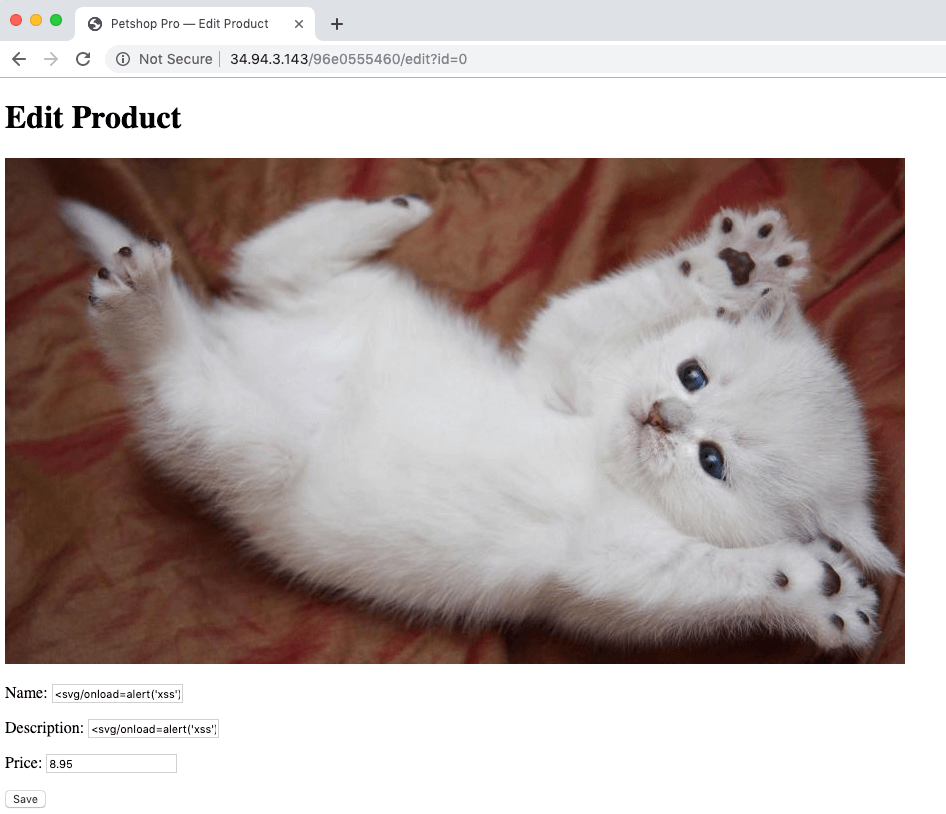 Petshop Pro — Edit Product
Not Secure 34.94.3.143/96e0555460/edit?id=0
Edit Product
Name: <svg/onload=alert('xss')
Description: <svg/onload=alert('xss')
Price: 8.95
Save